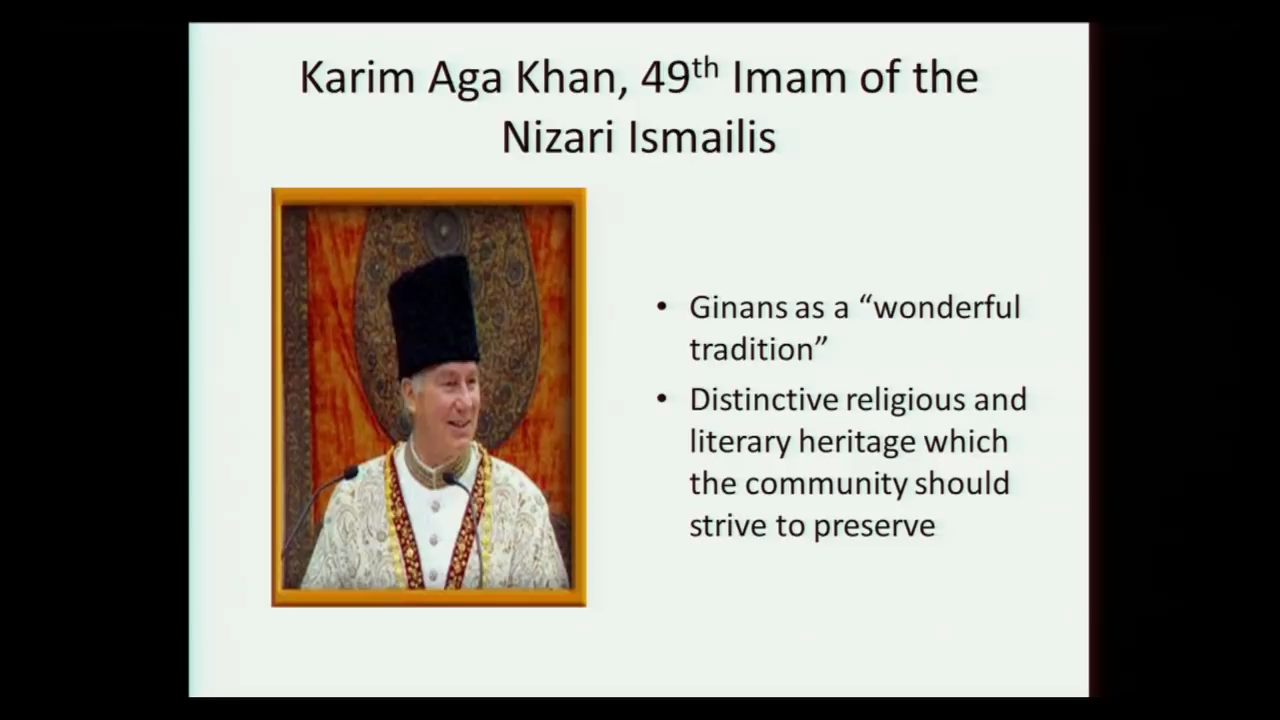 Karim Aga Khan, 49th Imam of the
Nizari Ismailis
• Ginans as a “wonderful
tradition”
• Distinctive religious and
literary heritage which
the community should
strive to preserve